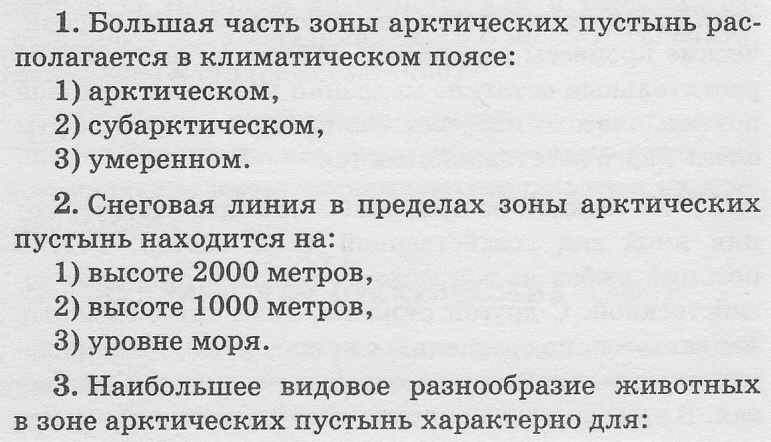 1. Большая часть зоны арктических пустынь рас-
полагается в климатическом поясе:
1) арктическом,
2) субарктическом,
3) умеренном.
2. Снеговая линия в пределах зоны арктических
пустынь находится на:
1) высоте 2000 метров,
2) высоте 1000 метров,
3) уровне моря.
3. Наибольшее видовое разнообразие животных
в зоне арктических пустынь характерно для: